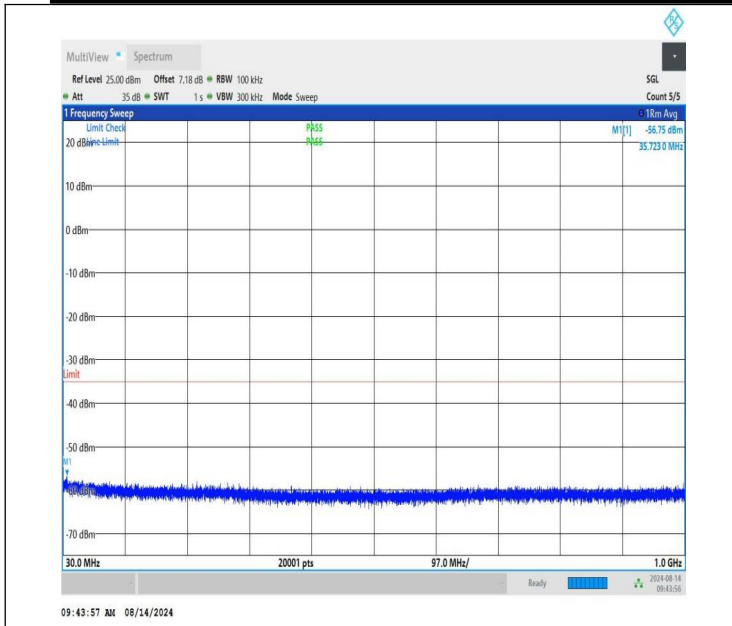 MultiView Spectrum
Ref Level 25.00 dBm Offset 7.18 dB RBW 100 kHz SGL
Att 35 dB SWT 1 s VBW 300 kHz Mode Sweep Count 5/5
1 Frequency Sweep 1Rm Avg
Limit Check PASS M1[1] -56.75 dBm
20 dBm Line Limit PASS 35.723 0 MHz
10 dBm
0 dBm
-10 dBm
-20 dBm
-30 dBm
Limit
-40 dBm
-50 dBm
M1
-60 dBm
-70 dBm
30.0 MHz 20001 pts 97.0 MHz/ 1.0 GHz
Ready 2024-08-14
09:43:56
09:43:57 AM 08/14/2024